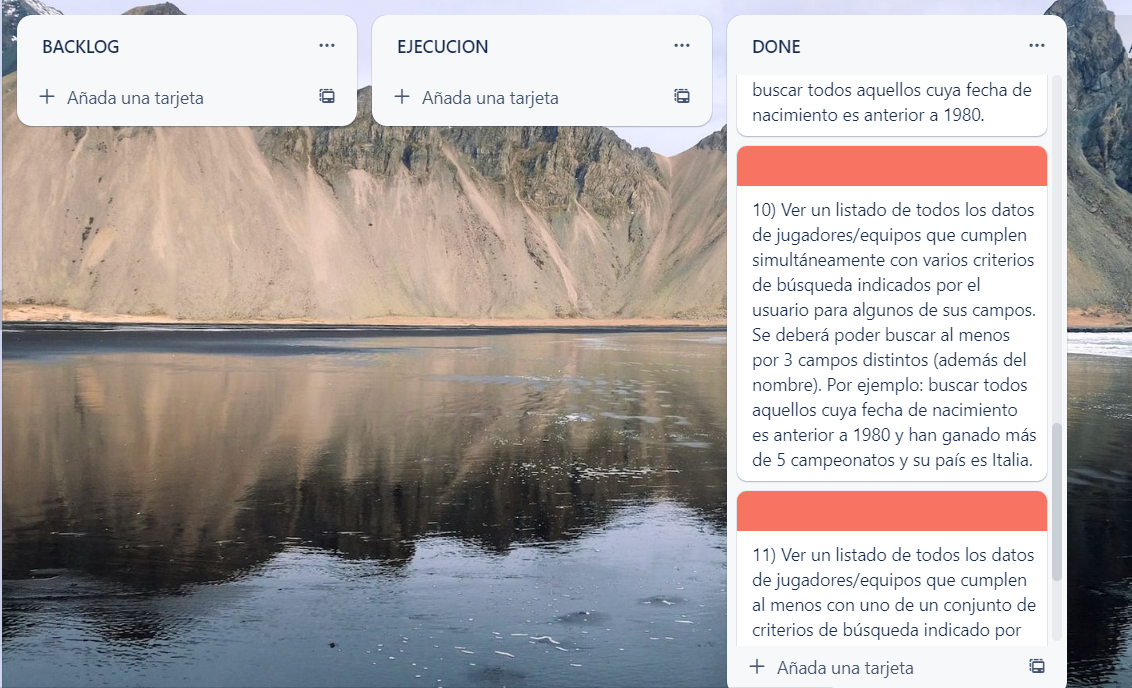 BACKLOG
Añada una tarjeta
EJECUCION
Añada una tarjeta
DONE
buscar todos aquellos cuya fecha de
nacimiento es anterior a 1980.
10) Ver un listado de todos los datos
de jugadores/equipos que cumplen
simultáneamente con varios criterios
de búsqueda indicados por el
usuario para algunos de sus campos.
Se deberá poder buscar al menos
por 3 campos distintos (además del
nombre). Por ejemplo: buscar todos
aquellos cuya fecha de nacimiento
es anterior a 1980 y han ganado más
de 5 campeonatos y su país es Italia.
11) Ver un listado de todos los datos
de jugadores/equipos que cumplen
al menos con uno de un conjunto de
criterios de búsqueda indicado por
Añada una tarjeta